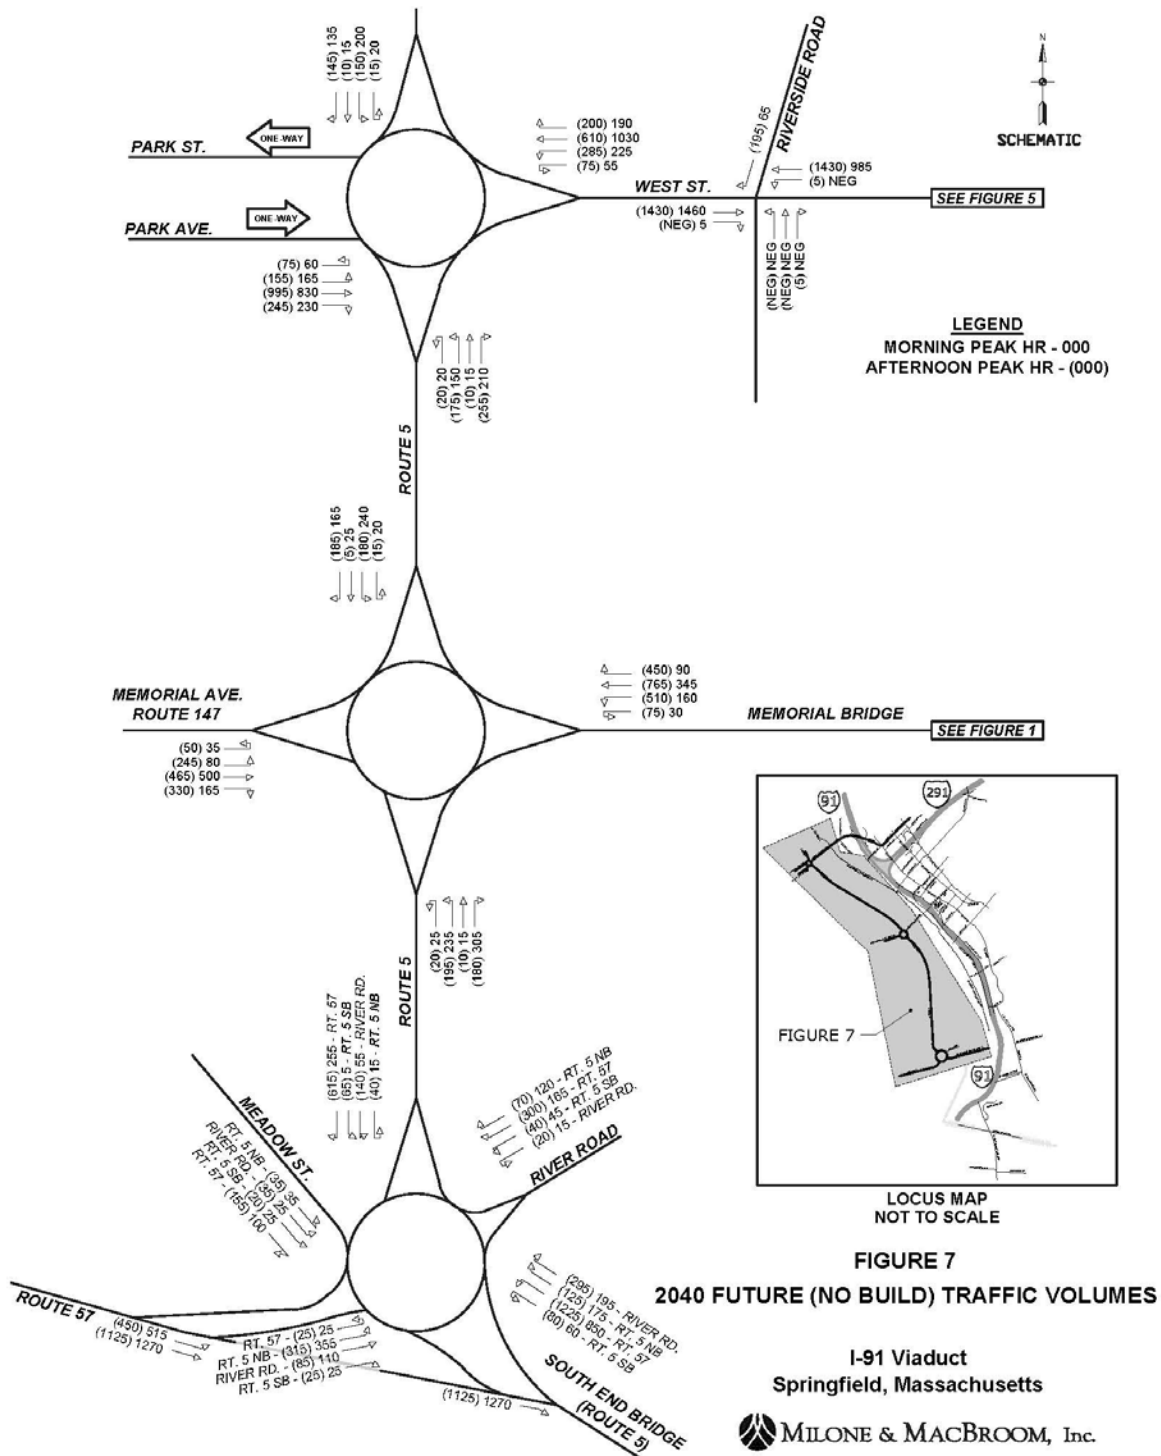 (145) 135
(10) 15
(150) 200
(15) 20
PARK ST.
ONE-WAY
PARK AVE.
ONE-WAY
(200) 190
(610) 1030
(285) 225
(75) 55
RIVERSIDE ROAD
(195) 65
N
SCHEMATIC
WEST ST.
(1430) 985
(5) NEG
SEE FIGURE 5
(1430) 1460
(NEG) 5
(NEG) NEG
(NEG) NEG
(5) NEG
(75) 60
(155) 165
(995) 830
(245) 230
LEGEND
MORNING PEAK HR - 000
AFTERNOON PEAK HR - (000)
(20) 20
(175) 150
(10) 15
(255) 210
ROUTE 5
(185) 165
(5) 25
(180) 240
(15) 20
MEMORIAL AVE.
ROUTE 147
(450) 90
(765) 345
(510) 160
(75) 30
MEMORIAL BRIDGE
SEE FIGURE 1
(50) 35
(245) 80
(465) 500
(330) 165
(20) 25
(195) 235
(10) 15
(180) 305
ROUTE 5
91
291
FIGURE 7
91
LOCUS MAP
NOT TO SCALE
(615) 255 - RT. 57
(65) 5 - RT. 5 SB
(140) 55 - RIVER RD.
(40) 15 - RT. 5 NB
(70) 120 - RT. 5 NB
(300) 165 - RT. 57
(40) 45 - RT. 5 SB
(20) 15 - RIVER RD.
RIVER ROAD
MEADOW ST.
RT. 5 NB - (35) 35
RIVER RD. - (35) 25
RT. 5 SB - (20) 25
RT. 57 - (155) 100
(295) 195 - RIVER RD.
(125) 175 - RT. 5 NB
(1225) 850 - RT. 57
(80) 60 - RT. 5 SB
ROUTE 57
(450) 515
(1125) 1270
RT. 57 - (25) 25
RT. 5 NB - (315) 355
RIVER RD. - (85) 110
RT. 5 SB - (25) 25
(1125) 1270
SOUTH END BRIDGE
(ROUTE 5)
FIGURE 7
2040 FUTURE (NO BUILD) TRAFFIC VOLUMES
I-91 Viaduct
Springfield, Massachusetts
MILONE & MACBROOM, Inc.